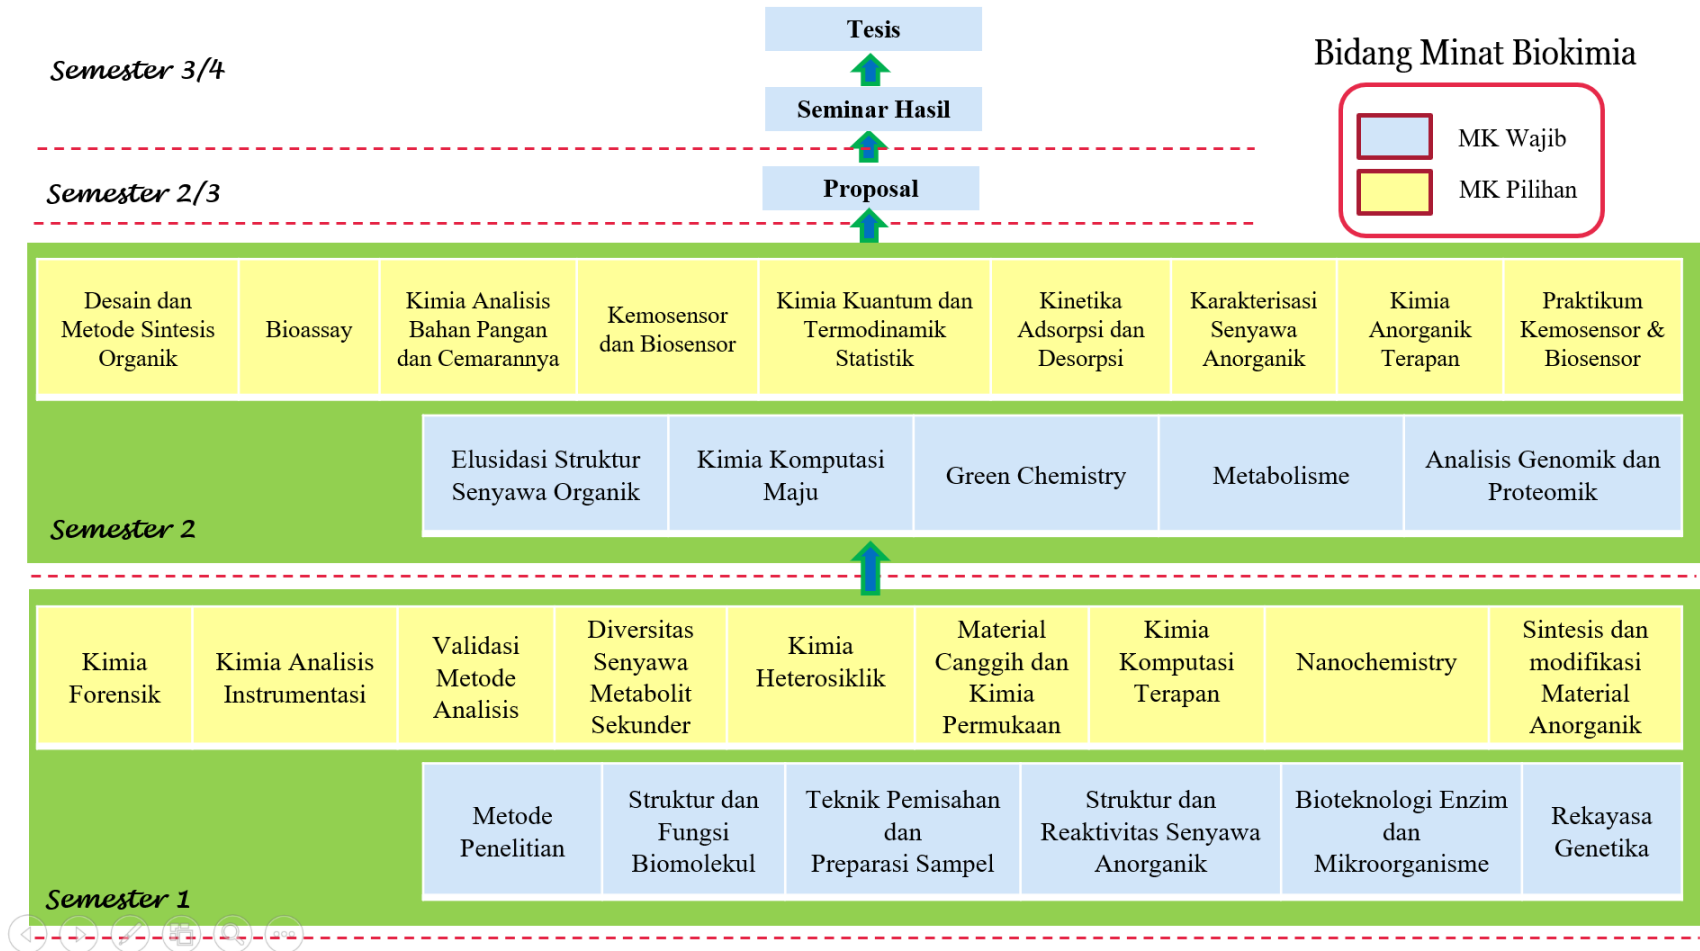 Tesis
Semester 3/4
Bidang Minat Biokimia
Seminar Hasil
MK Wajib
Semester 2/3
Proposal
MK Pilihan
Desain dan
Metode Sintesis
Organik
Bioassay
Kimia Analisis
Bahan Pangan
dan Cemarannya
Kemosensor
dan Biosensor
Kimia Kuantum dan
Termodinamik
Statistik
Kinetika
Adsorpsi dan
Desorpsi
Karakterisasi
Senyawa
Anorganik
Kimia
Anorganik
Terapan
Praktikum
Kemosensor &
Biosensor
Elusidasi Struktur
Senyawa Organik
Kimia Komputasi
Maju
Green Chemistry
Metabolisme
Analisis Genomik dan
Proteomik
Semester 2
Kimia
Forensik
Kimia Analisis
Instrumentasi
Validasi
Metode
Analisis
Diversitas
Senyawa
Metabolit
Sekunder
Kimia
Heterosiklik
Material
Canggih dan
Kimia
Permukaan
Kimia
Komputasi
Terapan
Nanochemistry
Sintesis dan
modifikasi
Material
Anorganik
Metode
Penelitian
Struktur dan
Fungsi
Biomolekul
Teknik Pemisahan
dan
Preparasi Sampel
Struktur dan
Reaktivitas Senyawa
Anorganik
Bioteknologi Enzim
dan
Mikroorganisme
Rekayasa
Genetika
Semester 1